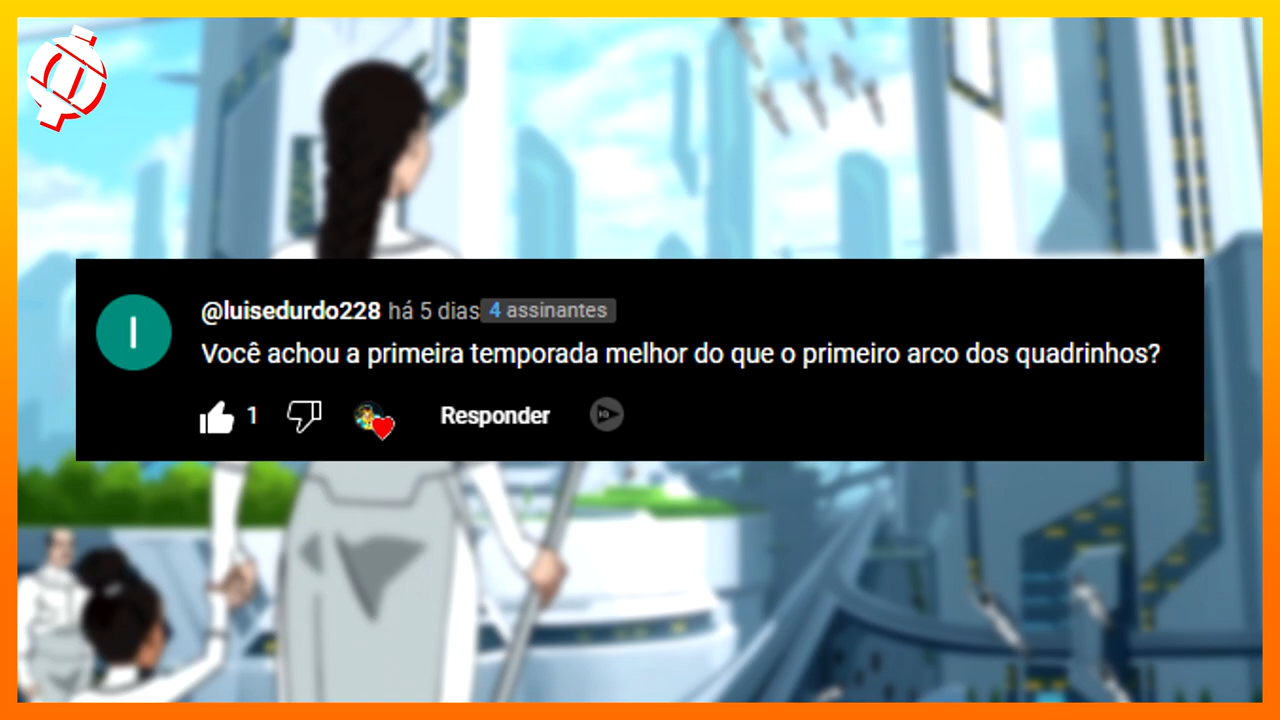 I
@luisedurdo228 há 5 dias 4 assinantes
Você achou a primeira temporada melhor do que o primeiro arco dos quadrinhos?
1 Responder